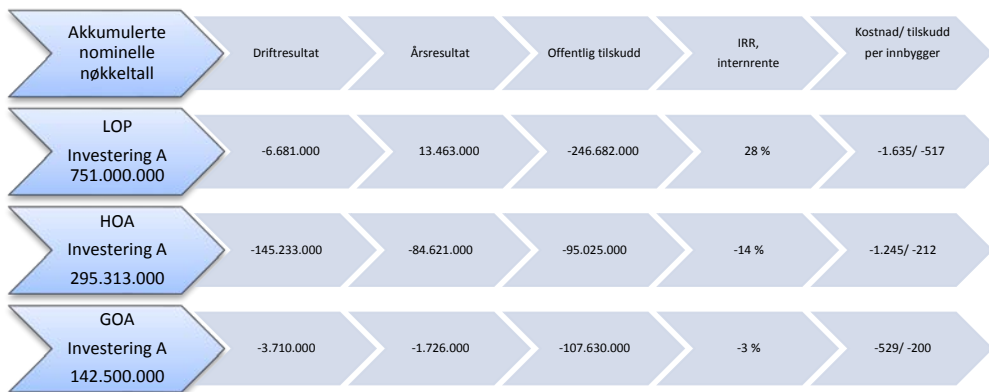 Akkumulerte
nominelle
nøkkeltall
Driftresultat
Årsresultat
Offentlig tilskudd
IRR,
internrente
Kostnad/ tilskudd
per innbygger
LOP
Investering A
751.000.000
-6.681.000
13.463.000
-246.682.000
28 %
-1.635/ -517
HOA
Investering A
295.313.000
-145.233.000
-84.621.000
-95.025.000
-14 %
-1.245/ -212
GOA
Investering A
142.500.000
-3.710.000
-1.726.000
-107.630.000
-3 %
-529/ -200